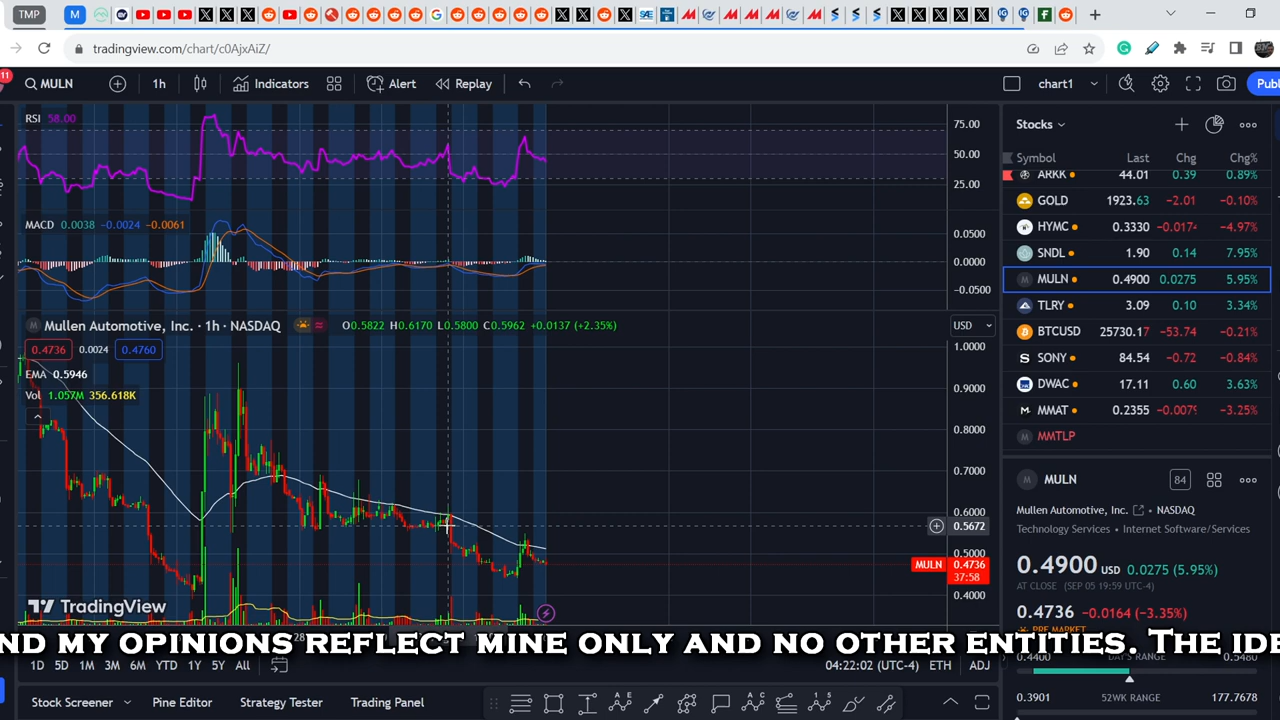 TMP
tradingview.com/chart/c0AjxAiZ/
11
MULN
1h
Indicators
Alert
Replay
chart1
Publ
RSI 58.00
75.00
50.00
25.00
MACD 0.0038 −0.0024 −0.0061
0.0500
0.0000
−0.0500
Mullen Automotive, Inc. · 1h · NASDAQ
O0.5822 H0.6170 L0.5800 C0.5962 +0.0137 (+2.35%)
USD
0.4736
0.0024
0.4760
EMA 0.5946
Vol 1.057M 356.618K
1.0000
0.9000
0.8000
0.7000
0.6000
0.5672
0.5000
MULN 0.4736
37:58
0.4000
TradingView
28
Stocks
Symbol Last Chg Chg%
ARKK 44.01 0.39 0.89%
GOLD 1923.63 −2.01 −0.10%
HYMC 0.3330 −0.0174 −4.97%
SNDL 1.90 0.14 7.95%
MULN 0.4900 0.0275 5.95%
TLRY 3.09 0.10 3.34%
BTCUSD 25730.17 −53.74 −0.21%
SONY 84.54 −0.72 −0.84%
DWAC 17.11 0.60 3.63%
MMAT 0.2355 −0.0079 −3.25%
MMTLP
MULN
84
Mullen Automotive, Inc. · NASDAQ
Technology Services · Internet Software/Services
0.4900 USD 0.0275 (5.95%)
AT CLOSE (SEP 05 19:59 UTC-4)
0.4736 −0.0164 (−3.35%)
PRE-MARKET
0.4400 DAY'S RANGE 0.5480
0.3901 52WK RANGE 177.7678
ND MY OPINIONS REFLECT MINE ONLY AND NO OTHER ENTITIES. THE IDE
1D 5D 1M 3M 6M YTD 1Y 5Y All
04:22:02 (UTC-4) ETH ADJ
Stock Screener
Pine Editor
Strategy Tester
Trading Panel